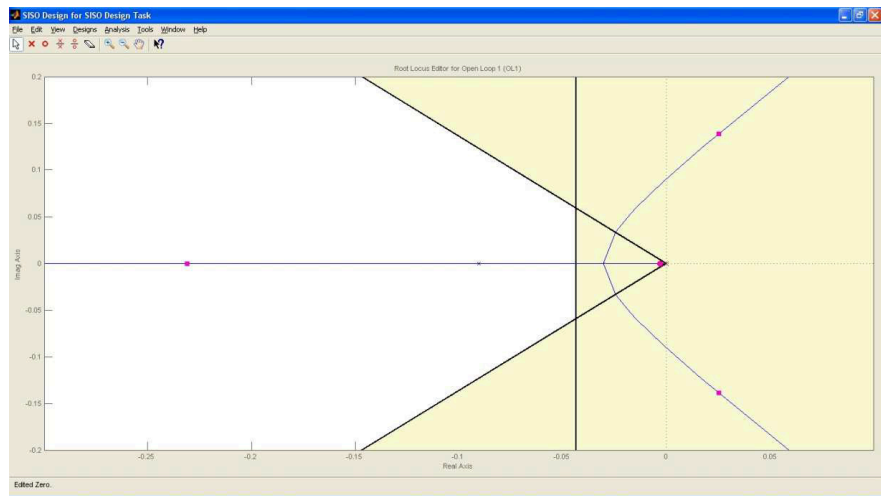 SISO Design for SISO Design Task
File Edit View Designs Analysis Tools Window Help
Root Locus Editor for Open Loop 1 (OL1)
0.2
0.15
0.1
0.05
0
-0.05
-0.1
-0.15
-0.2
Imag Axis
-0.25 -0.2 -0.15 -0.1 -0.05 0 0.05
Real Axis
Edited Zero.